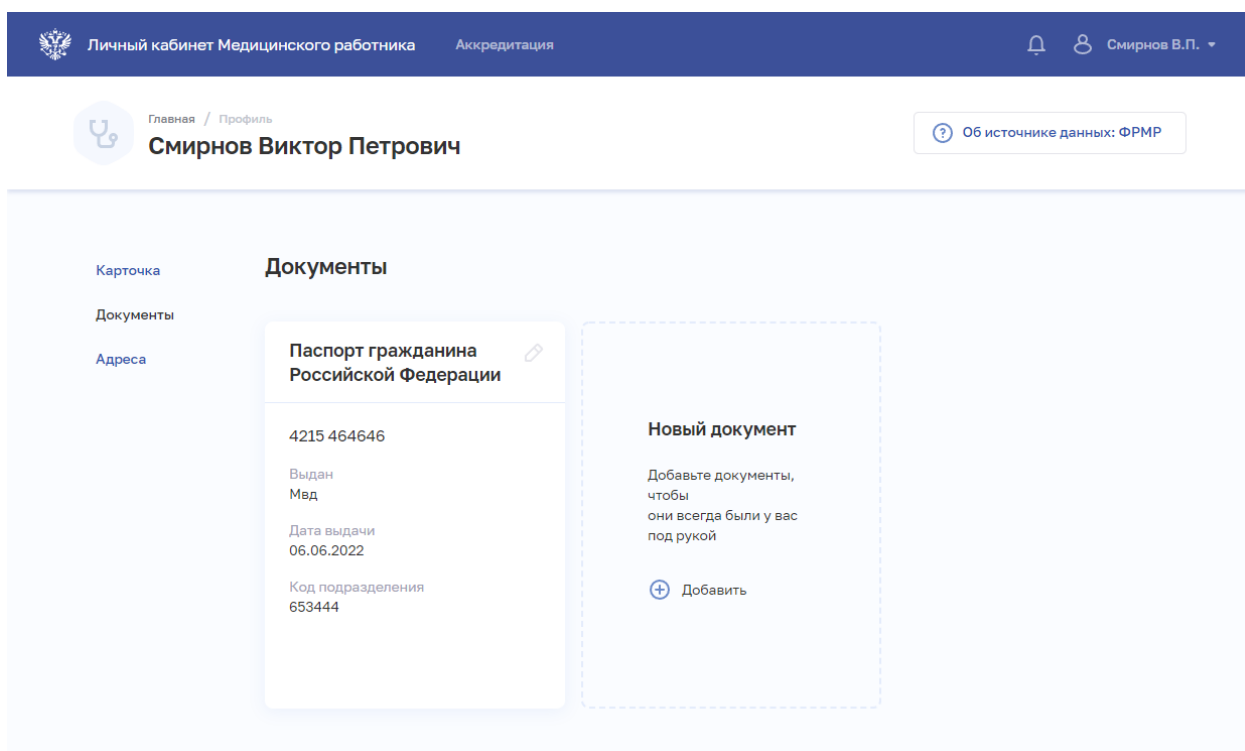 Личный кабинет Медицинского работника Аккредитация Смирнов В.П.
Главная / Профиль
Смирнов Виктор Петрович
Об источнике данных: ФРМР
Карточка
Документы
Адреса
Документы
Паспорт гражданина
Российской Федерации
4215 464646
Выдан
Мвд
Дата выдачи
06.06.2022
Код подразделения
653444
Новый документ
Добавьте документы,
чтобы
они всегда были у вас
под рукой
Добавить